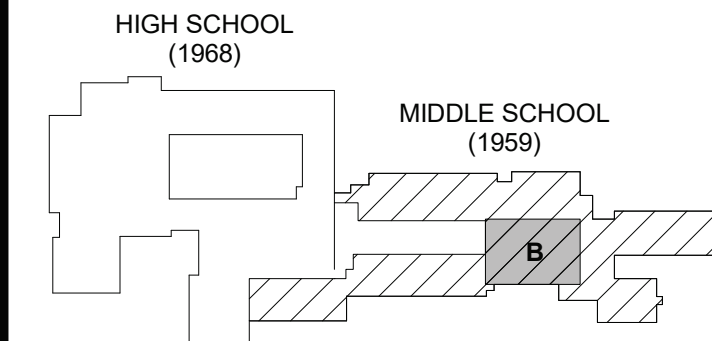 HIGH SCHOOL
(1968)
MIDDLE SCHOOL
(1959)
B